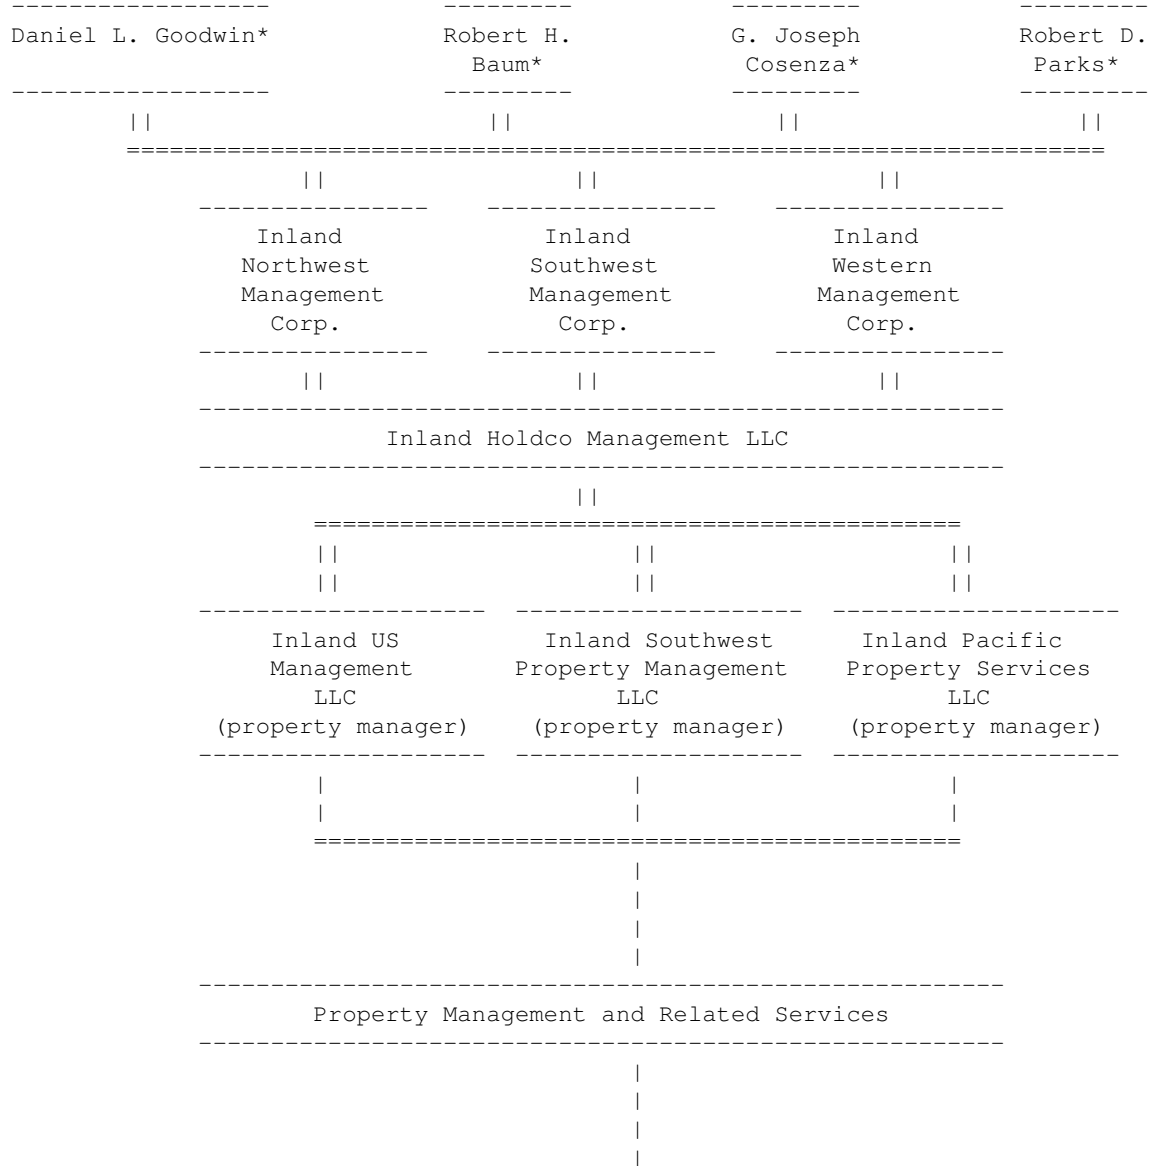 Daniel L. Goodwin* Robert H. G. Joseph Robert D.
Baum* Cosenza* Parks*
Inland Inland Inland
Northwest Southwest Western
Management Management Management
Corp. Corp. Corp.
Inland Holdco Management LLC
Inland US Inland Southwest Inland Pacific
Management Property Management Property Services
LLC LLC LLC
(property manager) (property manager) (property manager)
Property Management and Related Services